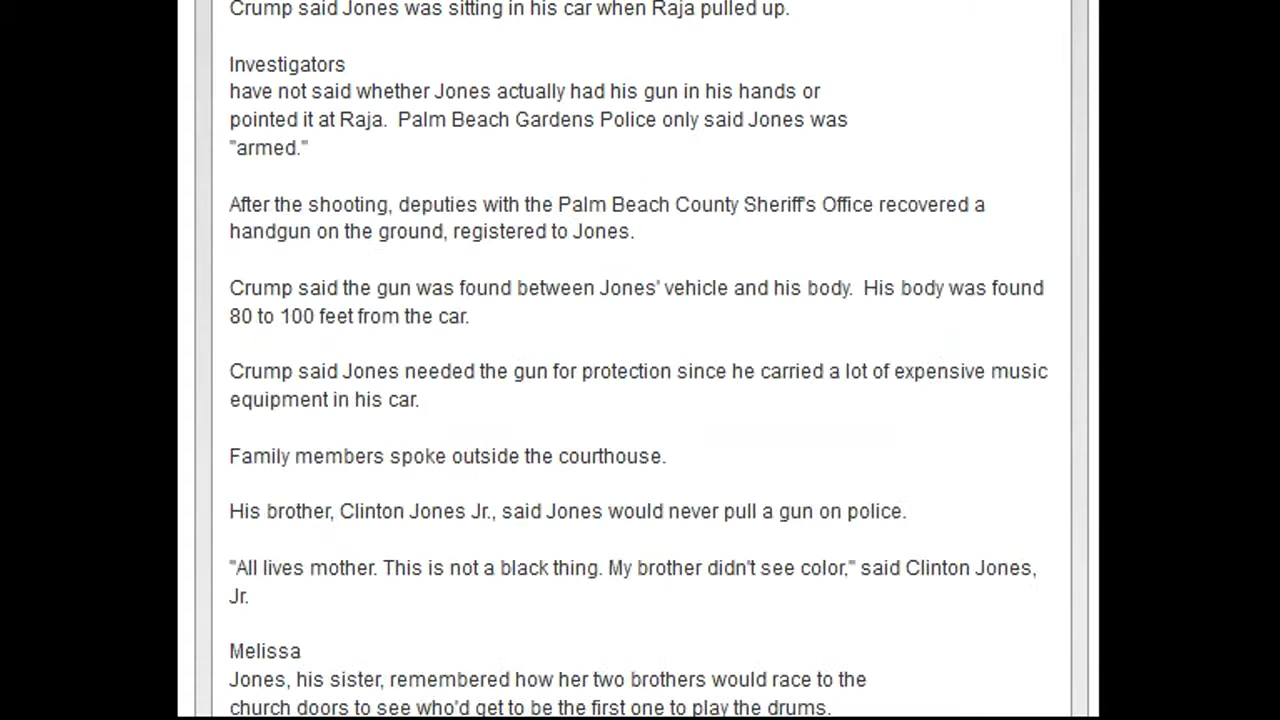 Crump said Jones was sitting in his car when Raja pulled up.
Investigators
have not said whether Jones actually had his gun in his hands or
pointed it at Raja.  Palm Beach Gardens Police only said Jones was
"armed."
After the shooting, deputies with the Palm Beach County Sheriff's Office recovered a
handgun on the ground, registered to Jones.
Crump said the gun was found between Jones' vehicle and his body.  His body was found
80 to 100 feet from the car.
Crump said Jones needed the gun for protection since he carried a lot of expensive music
equipment in his car.
Family members spoke outside the courthouse.
His brother, Clinton Jones Jr., said Jones would never pull a gun on police.
"All lives mother. This is not a black thing. My brother didn't see color," said Clinton Jones,
Jr.
Melissa
Jones, his sister, remembered how her two brothers would race to the
church doors to see who'd get to be the first one to play the drums.